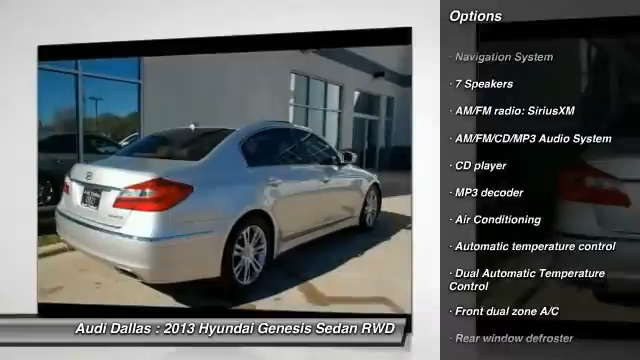 Options
· Navigation System
· 7 Speakers
· AM/FM radio: SiriusXM
· AM/FM/CD/MP3 Audio System
· CD player
· MP3 decoder
· Air Conditioning
· Automatic temperature control
· Dual Automatic Temperature
Control
· Front dual zone A/C
· Rear window defroster
Audi Dallas : 2013 Hyundai Genesis Sedan RWD